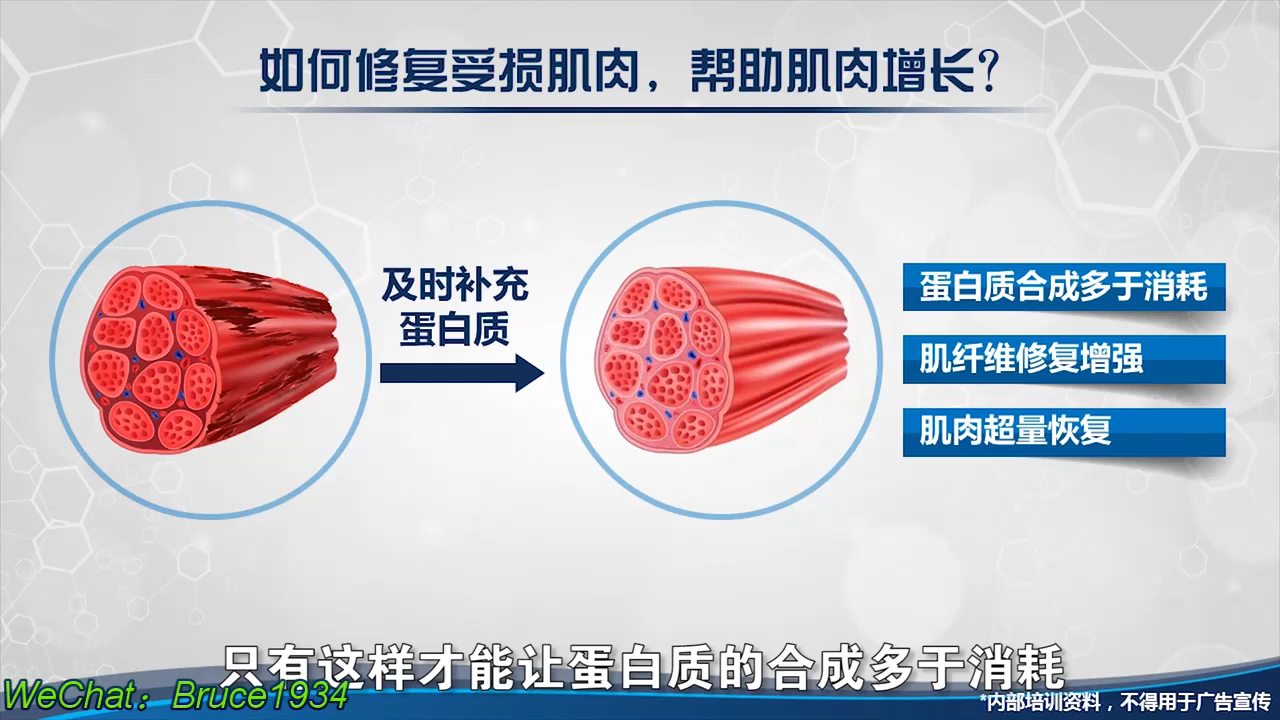 如何修复受损肌肉，帮助肌肉增长？
及时补充
蛋白质
蛋白质合成多于消耗
肌纤维修复增强
肌肉超量恢复
只有这样才能让蛋白质的合成多于消耗
WeChat：Bruce1934
*内部培训资料，不得用于广告宣传